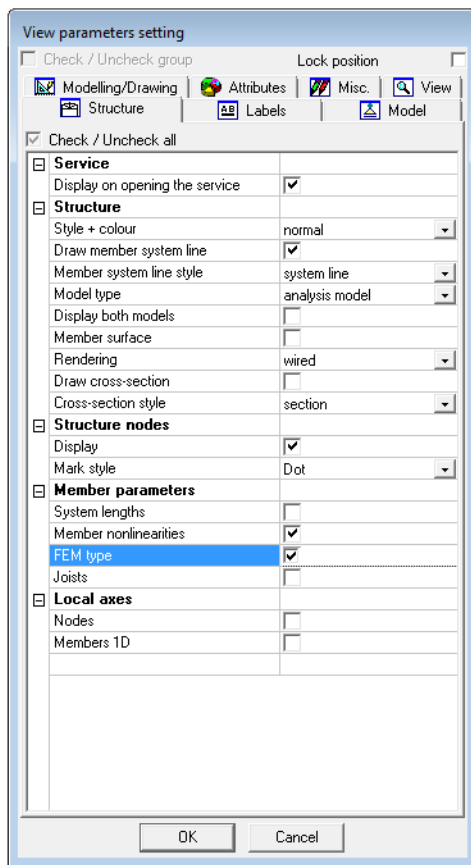 View parameters setting
Check / Uncheck group Lock position
Modelling/Drawing Attributes Misc. View
Structure Labels Model
Check / Uncheck all
Service
Display on opening the service
Structure
Style + colour normal
Draw member system line
Member system line style system line
Model type analysis model
Display both models
Member surface
Rendering wired
Draw cross-section
Cross-section style section
Structure nodes
Display
Mark style Dot
Member parameters
System lengths
Member nonlinearities
FEM type
Joists
Local axes
Nodes
Members 1D
OK Cancel